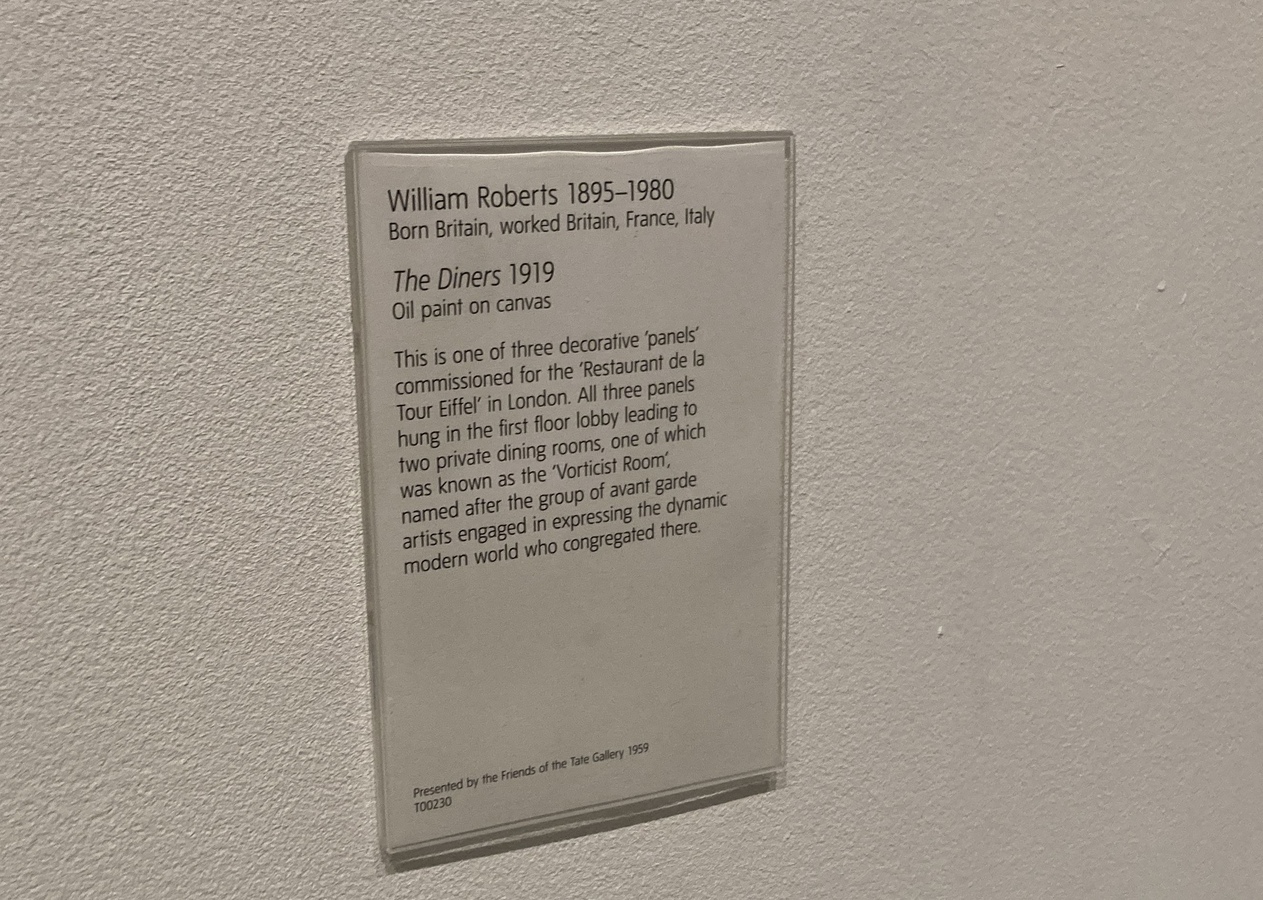 William Roberts 1895–1980
Born Britain, worked Britain, France, Italy
The Diners 1919
Oil paint on canvas
This is one of three decorative ‘panels’
commissioned for the ‘Restaurant de la
Tour Eiffel’ in London. All three panels
hung in the first floor lobby leading to
two private dining rooms, one of which
was known as the ‘Vorticist Room’,
named after the group of avant garde
artists engaged in expressing the dynamic
modern world who congregated there.
Presented by the Friends of the Tate Gallery 1959
T00230